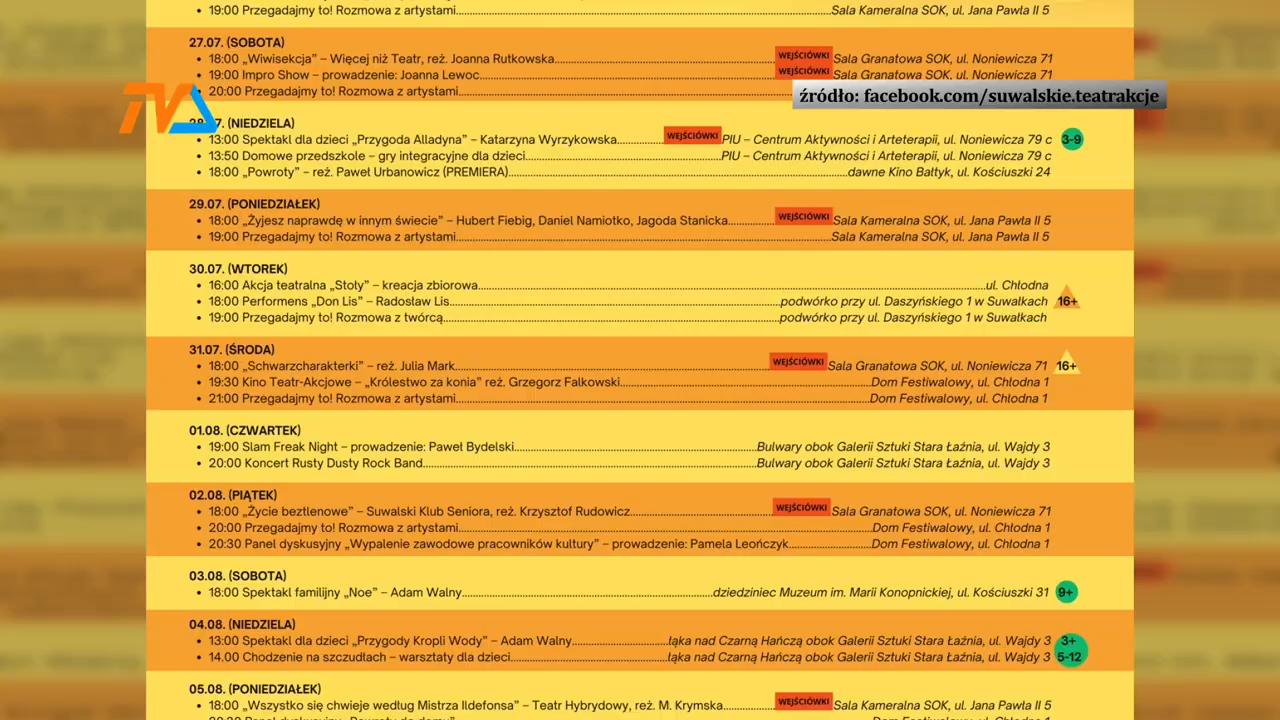 • 19:00 Przegadajmy to! Rozmowa z artystami Sala Kameralna SOK, ul. Jana Pawła II 5
27.07. (SOBOTA)
• 18:00 „Wiwisekcja” – Więcej niż Teatr, reż. Joanna Rutkowska WEJŚCIÓWKI Sala Granatowa SOK, ul. Noniewicza 71
• 19:00 Impro Show – prowadzenie: Joanna Lewoc WEJŚCIÓWKI Sala Granatowa SOK, ul. Noniewicza 71
• 20:00 Przegadajmy to! Rozmowa z artystami
źródło: facebook.com/suwalskie.teatrakcje
TVA
28.07. (NIEDZIELA)
• 13:00 Spektakl dla dzieci „Przygoda Alladyna” – Katarzyna Wyrzykowska WEJŚCIÓWKI PIU – Centrum Aktywności i Arteterapii, ul. Noniewicza 79 c 3-9
• 13:50 Domowe przedszkole – gry integracyjne dla dzieci PIU – Centrum Aktywności i Arteterapii, ul. Noniewicza 79 c
• 18:00 „Powroty” – reż. Paweł Urbanowicz (PREMIERA) dawne Kino Bałtyk, ul. Kościuszki 24
29.07. (PONIEDZIAŁEK)
• 18:00 „Żyjesz naprawdę w innym świecie” – Hubert Fiebig, Daniel Namiotko, Jagoda Stanicka WEJŚCIÓWKI Sala Kameralna SOK, ul. Jana Pawła II 5
• 19:00 Przegadajmy to! Rozmowa z artystami Sala Kameralna SOK, ul. Jana Pawła II 5
30.07. (WTOREK)
• 16:00 Akcja teatralna „Stoły” – kreacja zbiorowa ul. Chłodna
• 18:00 Performens „Don Lis” – Radosław Lis podwórko przy ul. Daszyńskiego 1 w Suwałkach 16+
• 19:00 Przegadajmy to! Rozmowa z twórcą podwórko przy ul. Daszyńskiego 1 w Suwałkach
31.07. (ŚRODA)
• 18:00 „Schwarzcharakterki” – reż. Julia Mark WEJŚCIÓWKI Sala Granatowa SOK, ul. Noniewicza 71 16+
• 19:30 Kino Teatr-Akcjowe – „Królestwo za konia” reż. Grzegorz Falkowski Dom Festiwalowy, ul. Chłodna 1
• 21:00 Przegadajmy to! Rozmowa z artystami Dom Festiwalowy, ul. Chłodna 1
01.08. (CZWARTEK)
• 19:00 Slam Freak Night – prowadzenie: Paweł Bydelski Bulwary obok Galerii Sztuki Stara Łaźnia, ul. Wajdy 3
• 20:00 Koncert Rusty Dusty Rock Band Bulwary obok Galerii Sztuki Stara Łaźnia, ul. Wajdy 3
02.08. (PIĄTEK)
• 18:00 „Życie beztlenowe” – Suwalski Klub Seniora, reż. Krzysztof Rudowicz WEJŚCIÓWKI Sala Granatowa SOK, ul. Noniewicza 71
• 20:00 Przegadajmy to! Rozmowa z artystami Dom Festiwalowy, ul. Chłodna 1
• 20:30 Panel dyskusyjny „Wypalenie zawodowe pracowników kultury” – prowadzenie: Pamela Leończyk Dom Festiwalowy, ul. Chłodna 1
03.08. (SOBOTA)
• 18:00 Spektakl familijny „Noe” – Adam Walny dziedziniec Muzeum im. Marii Konopnickiej, ul. Kościuszki 31 9+
04.08. (NIEDZIELA)
• 13:00 Spektakl dla dzieci „Przygody Kropli Wody” – Adam Walny łąka nad Czarną Hańczą obok Galerii Sztuki Stara Łaźnia, ul. Wajdy 3 3+
• 14.00 Chodzenie na szczudłach – warsztaty dla dzieci łąka nad Czarną Hańczą obok Galerii Sztuki Stara Łaźnia, ul. Wajdy 3 5-12
05.08. (PONIEDZIAŁEK)
• 18:00 „Wszystko się chwieje według Mistrza Ildefonsa” – Teatr Hybrydowy, reż. M. Krymska WEJŚCIÓWKI Sala Kameralna SOK, ul. Jana Pawła II 5